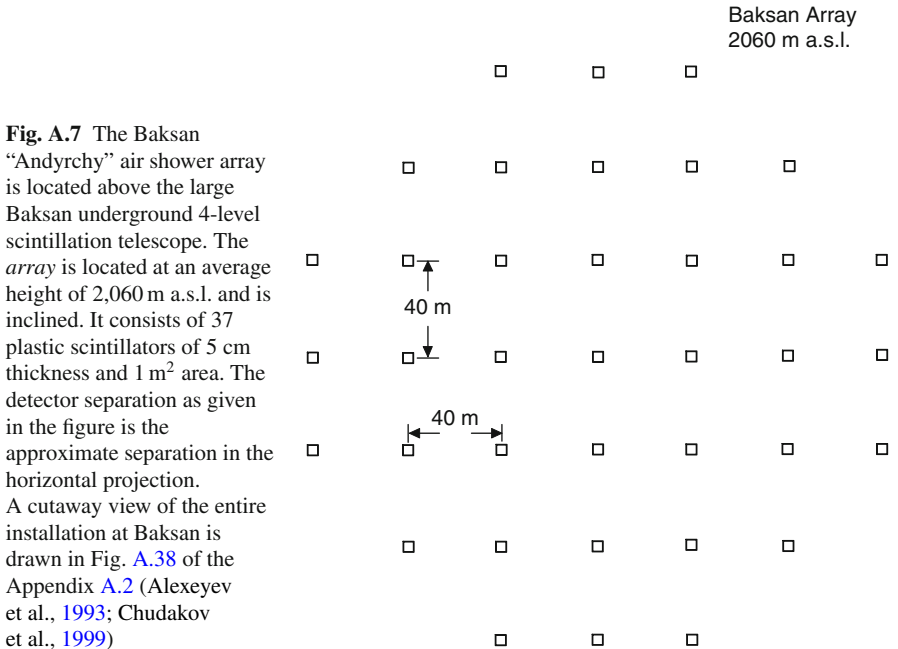 Baksan Array
2060 m a.s.l.
Fig. A.7 The Baksan
“Andyrchy” air shower array
is located above the large
Baksan underground 4-level
scintillation telescope. The
array is located at an average
height of 2,060 m a.s.l. and is
inclined. It consists of 37
plastic scintillators of 5 cm
thickness and 1 m² area. The
detector separation as given
in the figure is the
approximate separation in the
horizontal projection.
A cutaway view of the entire
installation at Baksan is
drawn in Fig. A.38 of the
Appendix A.2 (Alexeyev
et al., 1993; Chudakov
et al., 1999)
40 m
40 m